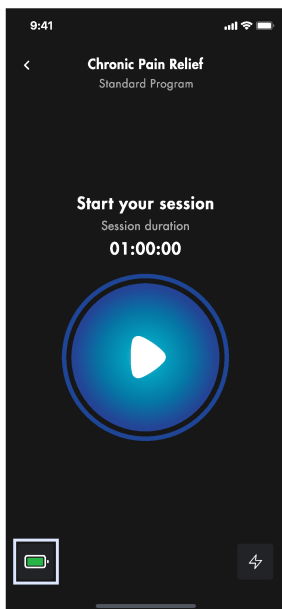 9:41
Chronic Pain Relief
Standard Program
Start your session
Session duration
01:00:00